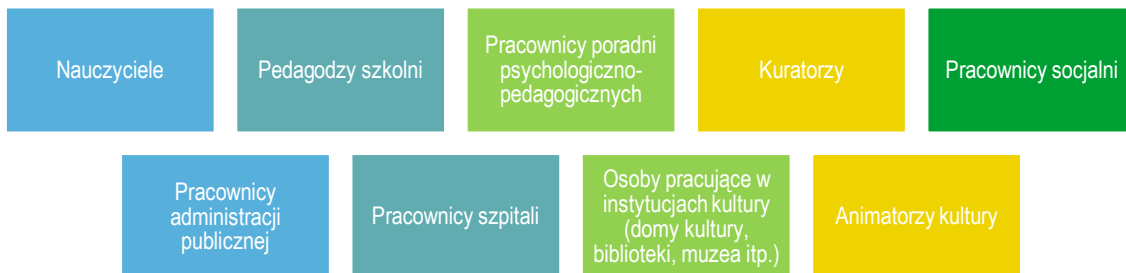 Nauczyciele
Pedagodzy szkolni
Pracownicy poradni
psychologiczno-
pedagogicznych
Kuratorzy
Pracownicy socjalni
Pracownicy
administracji
publicznej
Pracownicy szpitali
Osoby pracujące w
instytucjach kultury
(domy kultury,
biblioteki, muzea itp.)
Animatorzy kultury